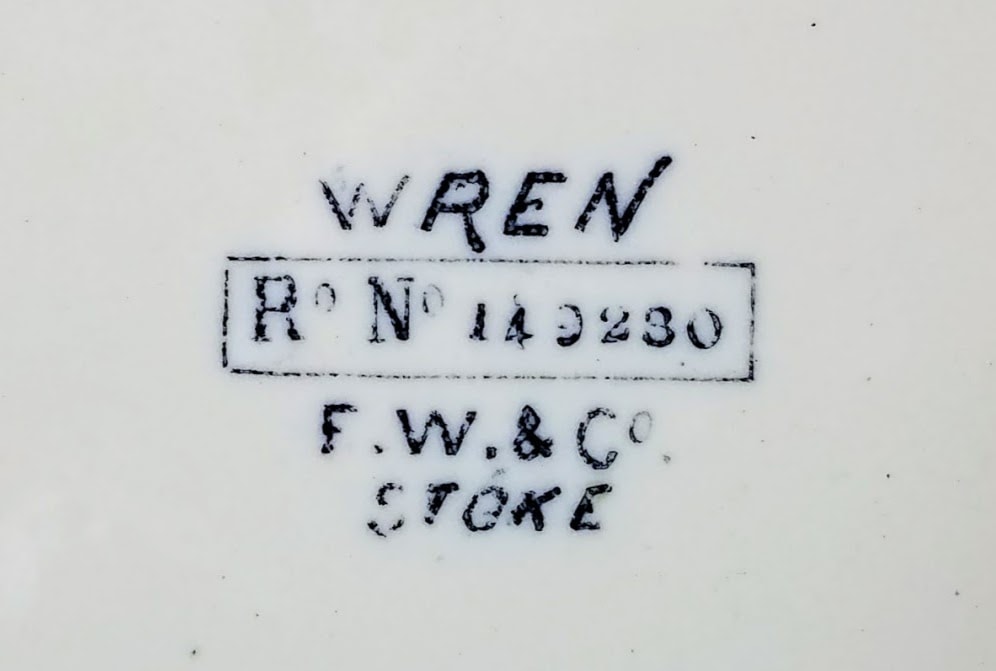 WREN
Rº Nº 149230
F.W.& Cº.
STOKE